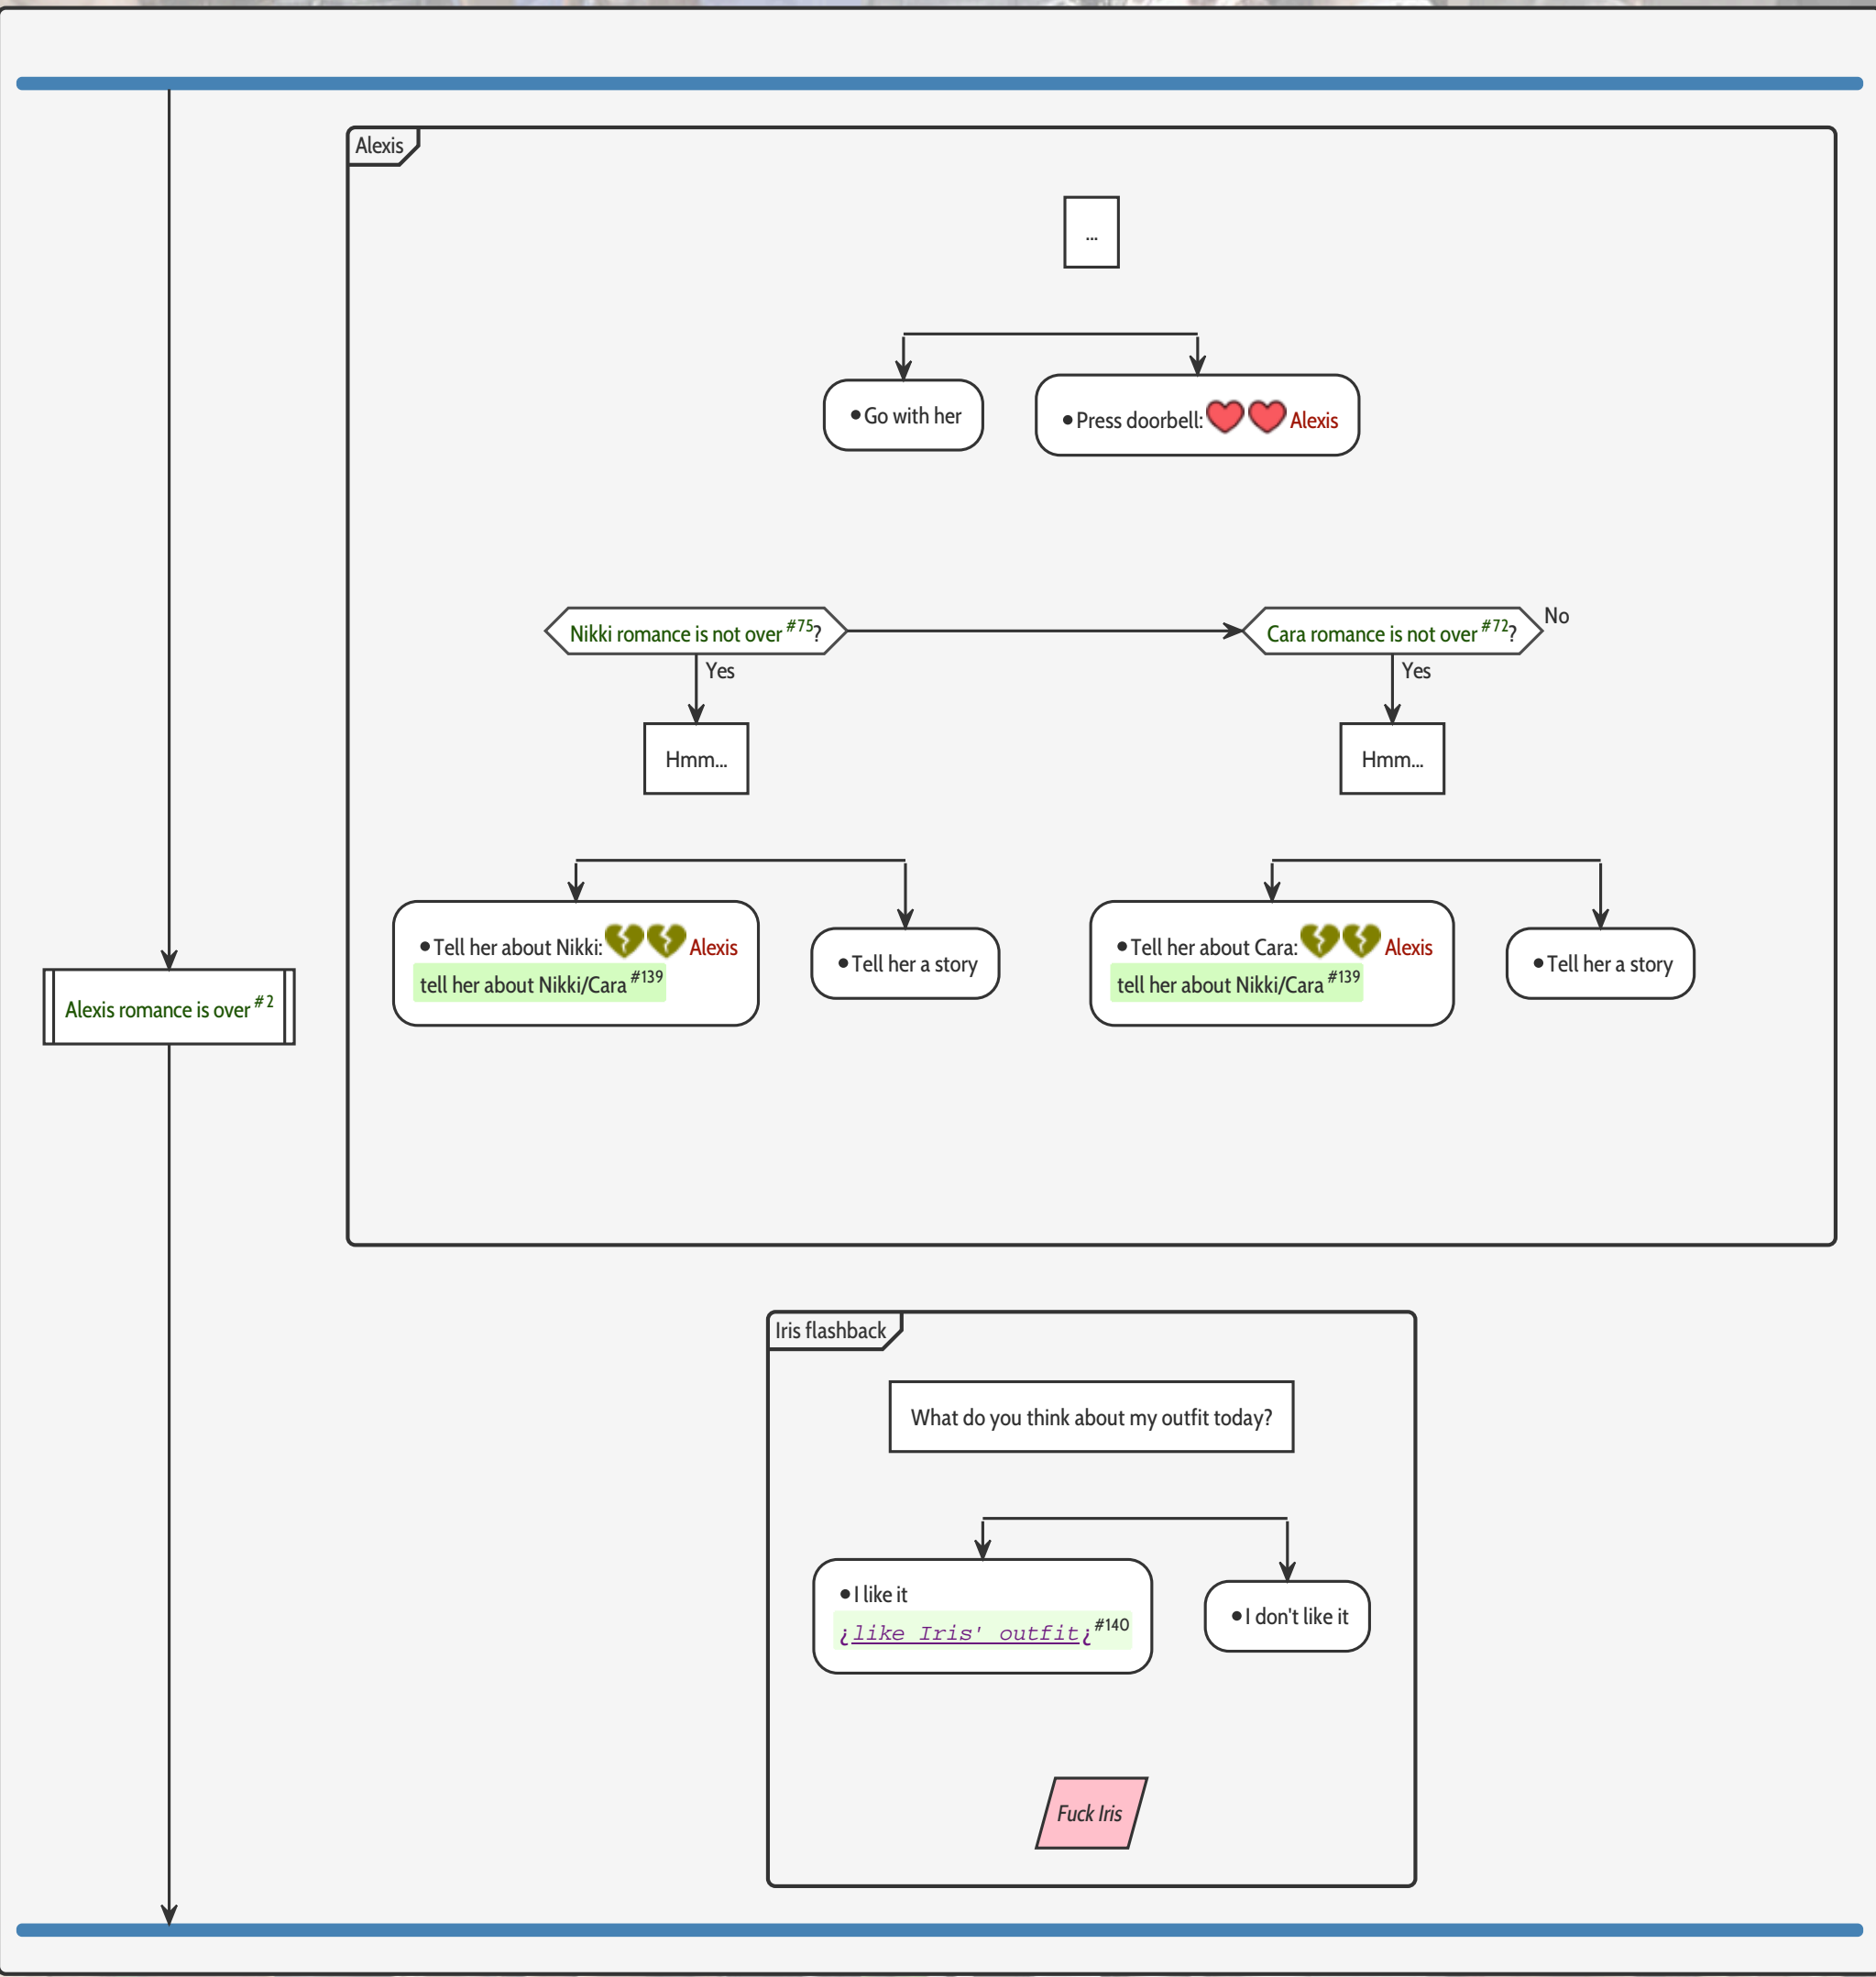 Alexis
...
•Go with her
•Press doorbell: Alexis
Nikki romance is not over #75?
Cara romance is not over #72?
No
Yes
Yes
Hmm...
Hmm...
•Tell her about Nikki: Alexis
tell her about Nikki/Cara #139
•Tell her a story
•Tell her about Cara: Alexis
tell her about Nikki/Cara #139
•Tell her a story
Alexis romance is over #2
Iris flashback
What do you think about my outfit today?
•I like it
¿like Iris' outfit¿ #140
•I don't like it
Fuck Iris